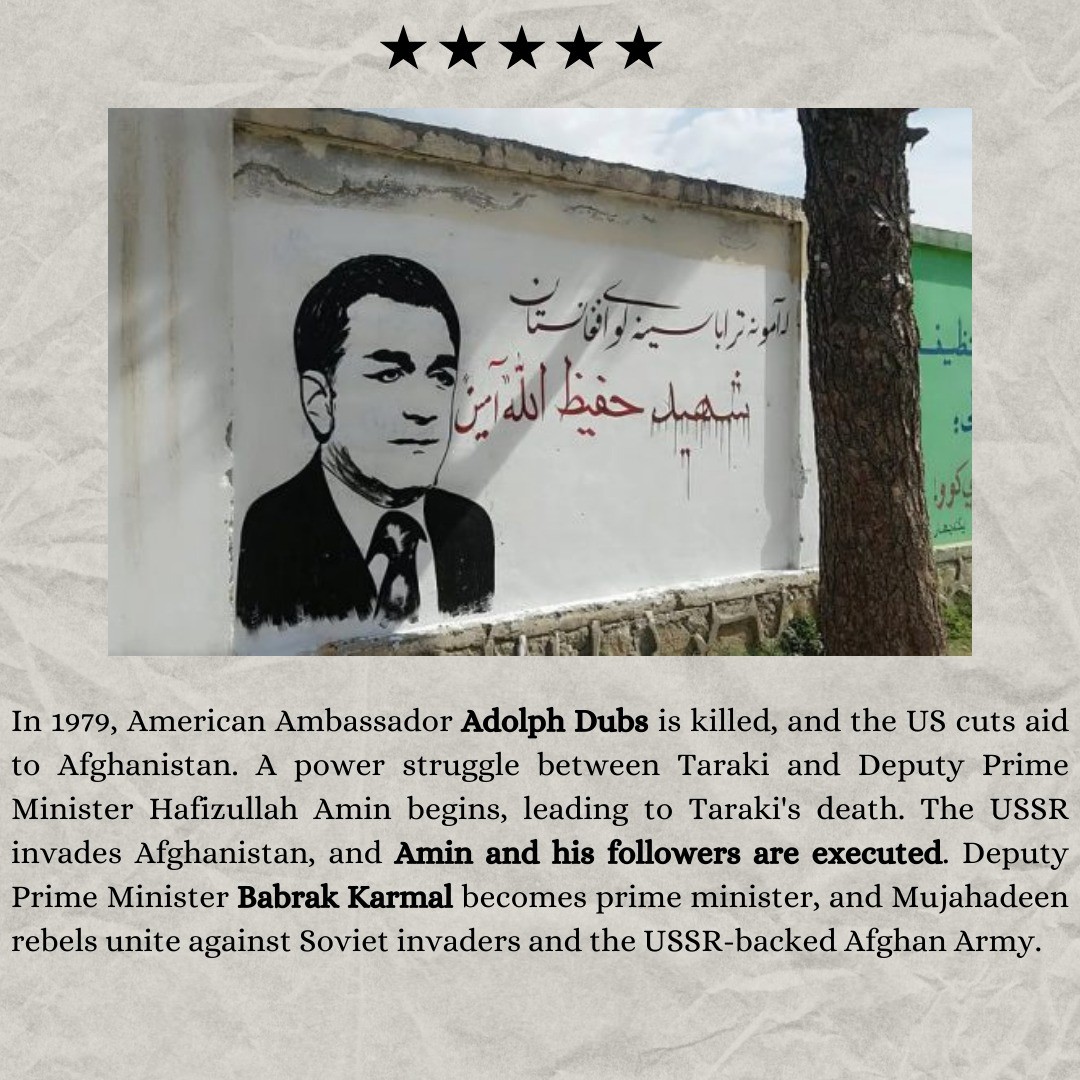 له آمو نه تر اباسینه لوی افغانستان
شهید حفیظ الله امین
In 1979, American Ambassador Adolph Dubs is killed, and the US cuts aid
to Afghanistan. A power struggle between Taraki and Deputy Prime
Minister Hafizullah Amin begins, leading to Taraki's death. The USSR
invades Afghanistan, and Amin and his followers are executed. Deputy
Prime Minister Babrak Karmal becomes prime minister, and Mujahadeen
rebels unite against Soviet invaders and the USSR-backed Afghan Army.